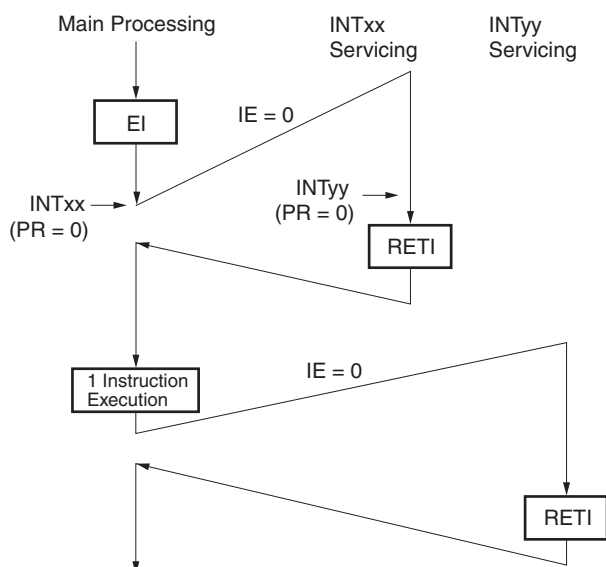 Main Processing
INTxx
Servicing
INTyy
Servicing
EI
IE = 0
INTxx
(PR = 0)
INTyy
(PR = 0)
RETI
1 Instruction
Execution
IE = 0
RETI